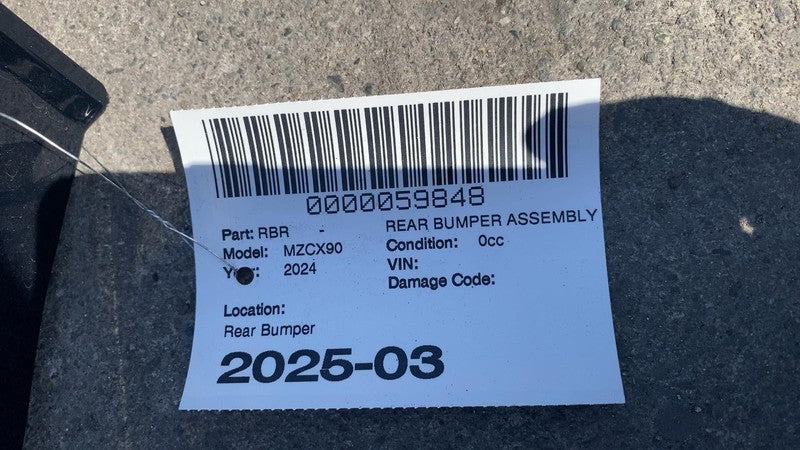 0000059848
Part: RBR - REAR BUMPER ASSEMBLY
Model: MZCX90 Condition: 0cc
2024 VIN:
Damage Code:
Location:
Rear Bumper
2025-03